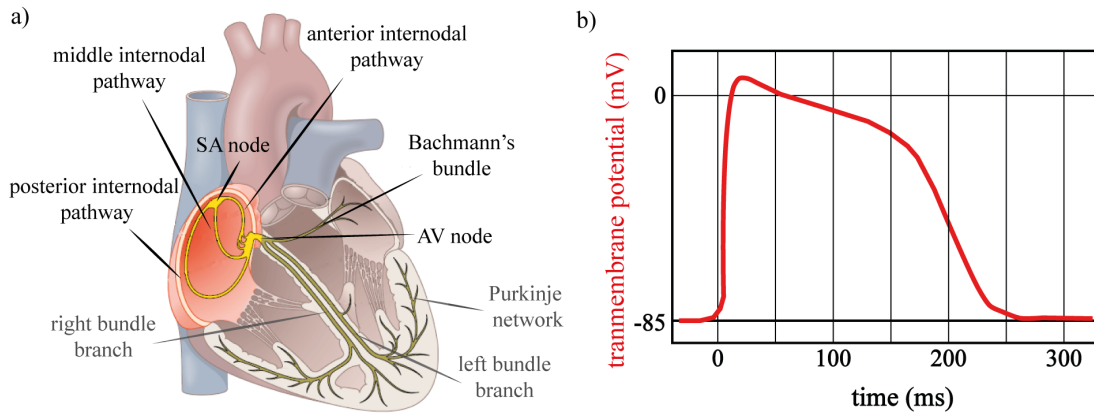 a)
middle internodal
pathway
anterior internodal
pathway
SA node
Bachmann's
bundle
posterior internodal
pathway
AV node
Purkinje
network
right bundle
branch
left bundle
branch
b)
tranmembrane potential (mV)
0
-85
0
100
200
300
time (ms)